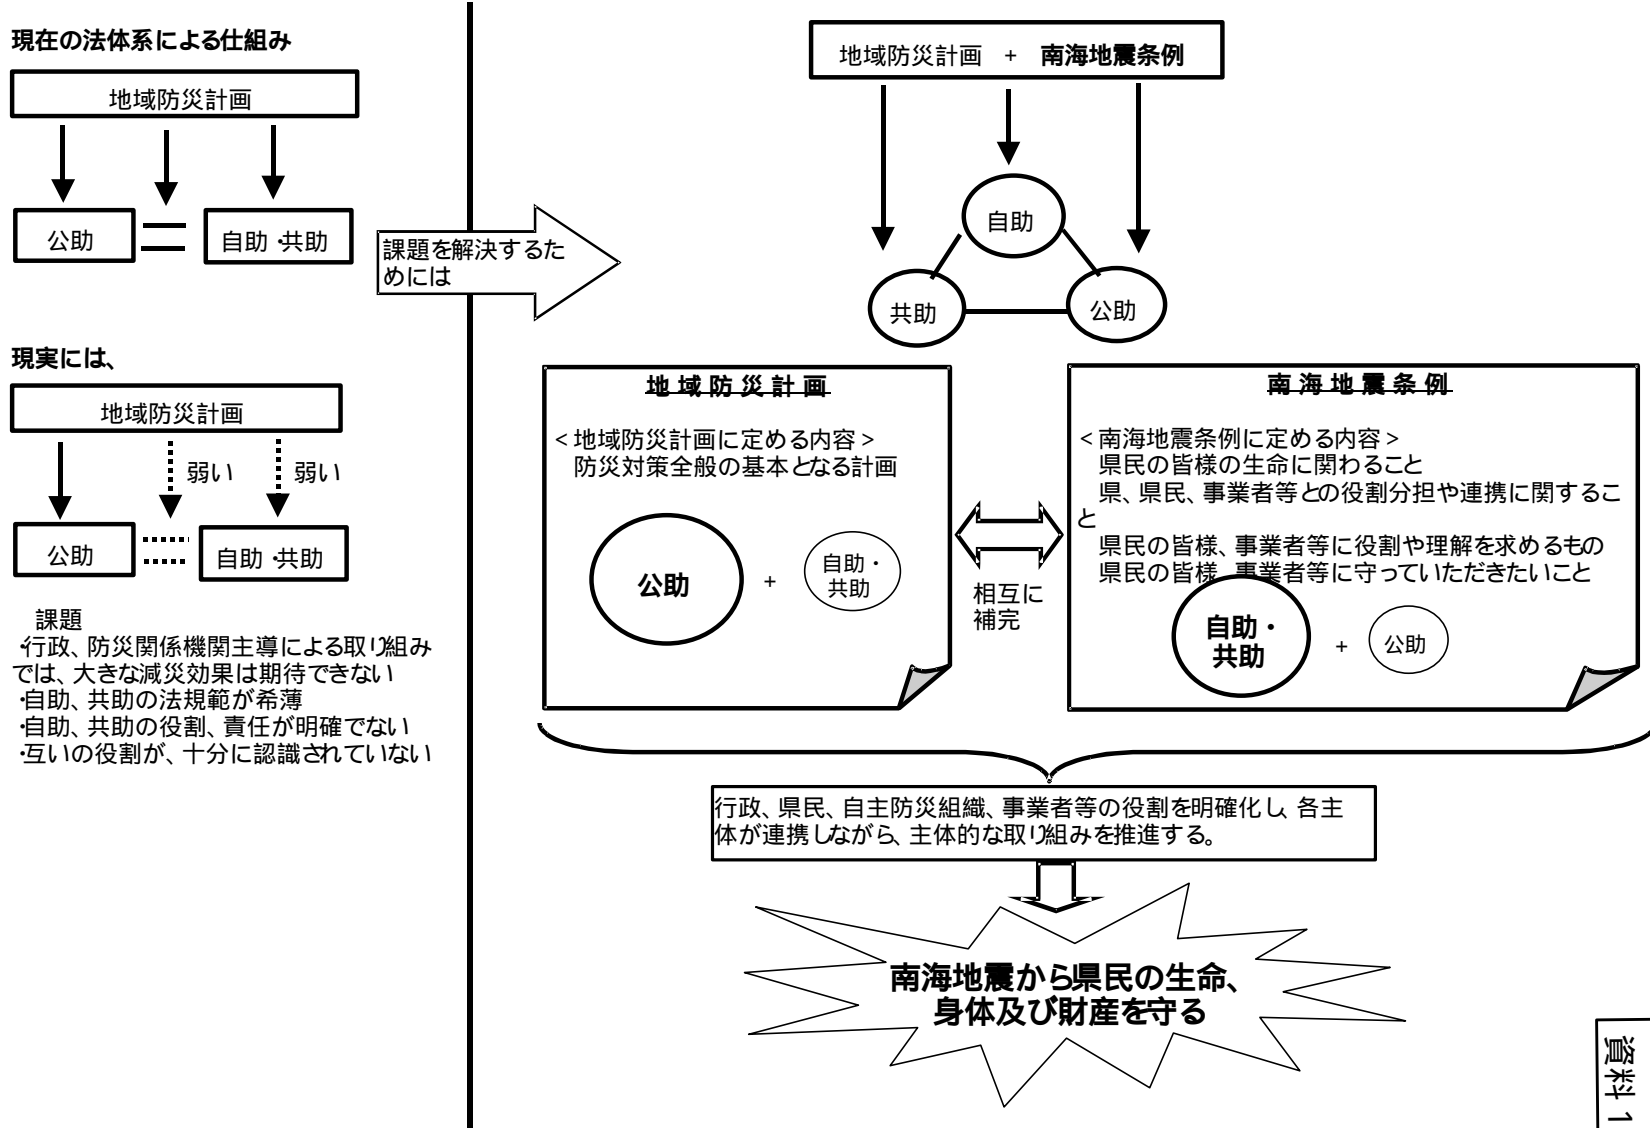 現在の法体系による仕組み
地域防災計画
公助
自助・共助
現実には、
地域防災計画
弱い
弱い
公助
自助・共助
課題
・行政、防災関係機関主導による取り組み
では、大きな減災効果は期待できない
・自助、共助の法規範が希薄
・自助、共助の役割、責任が明確でない
・互いの役割が、十分に認識されていない
課題を解決するた
めには
地域防災計画 + 南海地震条例
自助
共助
公助
地域防災計画
<地域防災計画に定める内容>
防災対策全般の基本となる計画
公助
+
自助・
共助
相互に
補完
南海地震条例
<南海地震条例に定める内容>
県民の皆様の生命に関わること
県、県民、事業者等との役割分担や連携に関するこ
と
県民の皆様、事業者等に役割や理解を求めるもの
県民の皆様、事業者等に守っていただきたいこと
自助・
共助
+
公助
行政、県民、自主防災組織、事業者等の役割を明確化し、各主
体が連携しながら、主体的な取り組みを推進する。
南海地震から県民の生命、
身体及び財産を守る
資料1